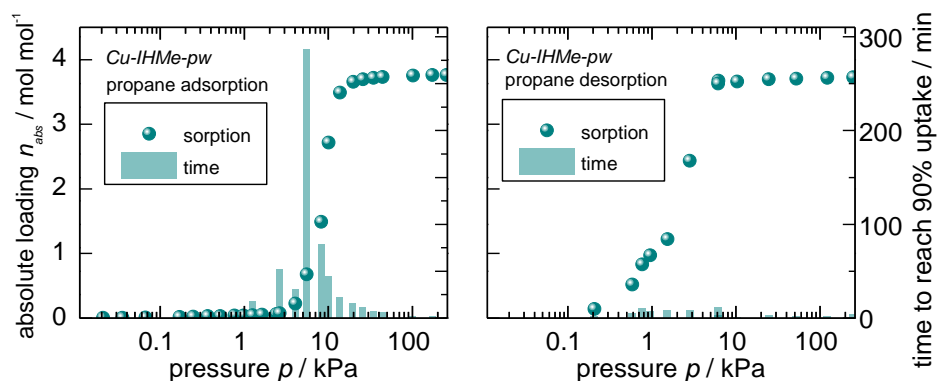 absolute loading n_abs / mol mol⁻¹
4
3
2
1
0
Cu-IHMe-pw
propane adsorption
sorption
time
0.1
1
10
100
pressure p / kPa
Cu-IHMe-pw
propane desorption
sorption
time
0.1
1
10
100
pressure p / kPa
300
200
100
0
time to reach 90% uptake / min